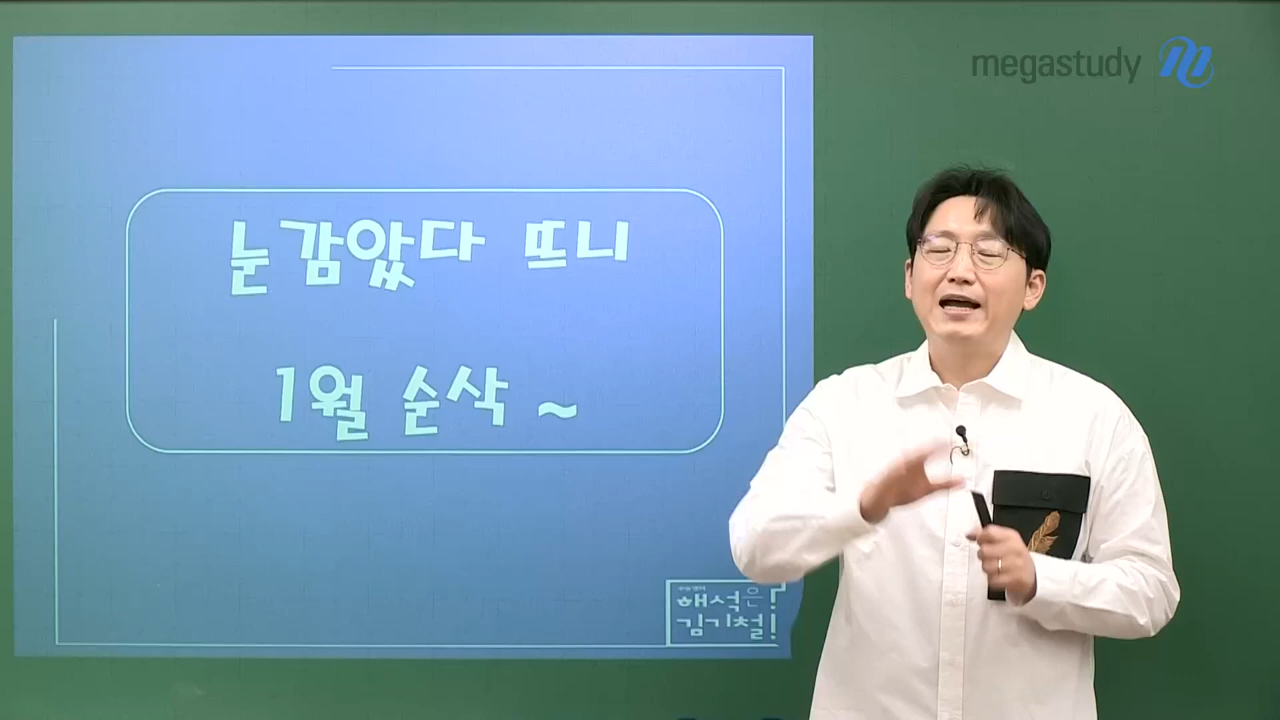 megastudy
눈 감았다 뜨니
1월 순삭 ~
해석은?
김기철!